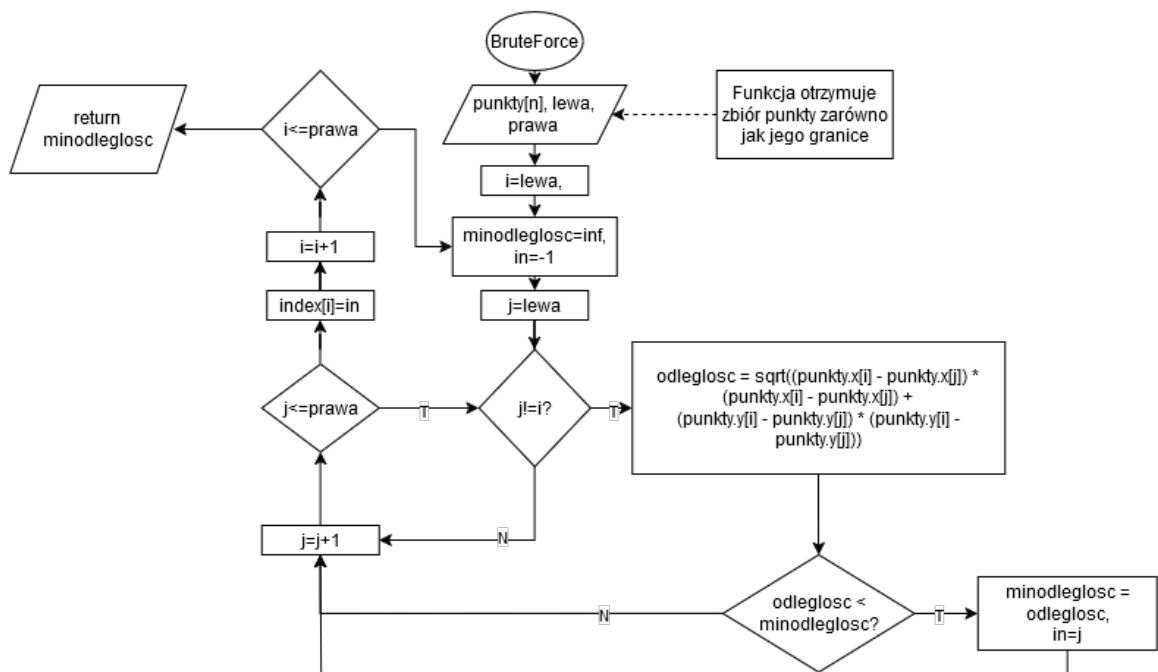 BruteForce
punkty[n], lewa,
prawa
Funkcja otrzymuje
zbiór punkty zarówno
jak jego granice
return
minodleglosc
i<=prawa
i=lewa,
i=i+1
minodleglosc=inf,
in=-1
index[i]=in
j=lewa
j<=prawa
T
j!=i?
T
odleglosc = sqrt((punkty.x[i] - punkty.x[j]) *
(punkty.x[i] - punkty.x[j]) +
(punkty.y[i] - punkty.y[j]) * (punkty.y[i] -
punkty.y[j]))
j=j+1
N
N
odleglosc <
minodleglosc?
T
minodleglosc =
odleglosc,
in=j